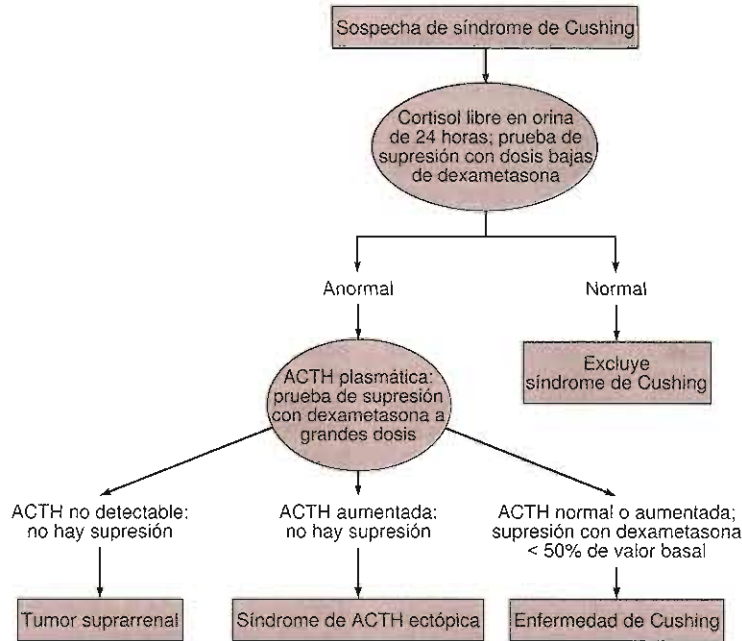 Sospecha de síndrome de Cushing
Cortisol libre en orina
de 24 horas; prueba de
supresión con dosis bajas
de dexametasona
Anormal
Normal
ACTH plasmática:
prueba de supresión
con dexametasona a
grandes dosis
Excluye
síndrome de Cushing
ACTH no detectable:
no hay supresión
ACTH aumentada:
no hay supresión
ACTH normal o aumentada;
supresión con dexametasona
< 50% de valor basal
Tumor suprarrenal
Síndrome de ACTH ectópica
Enfermedad de Cushing